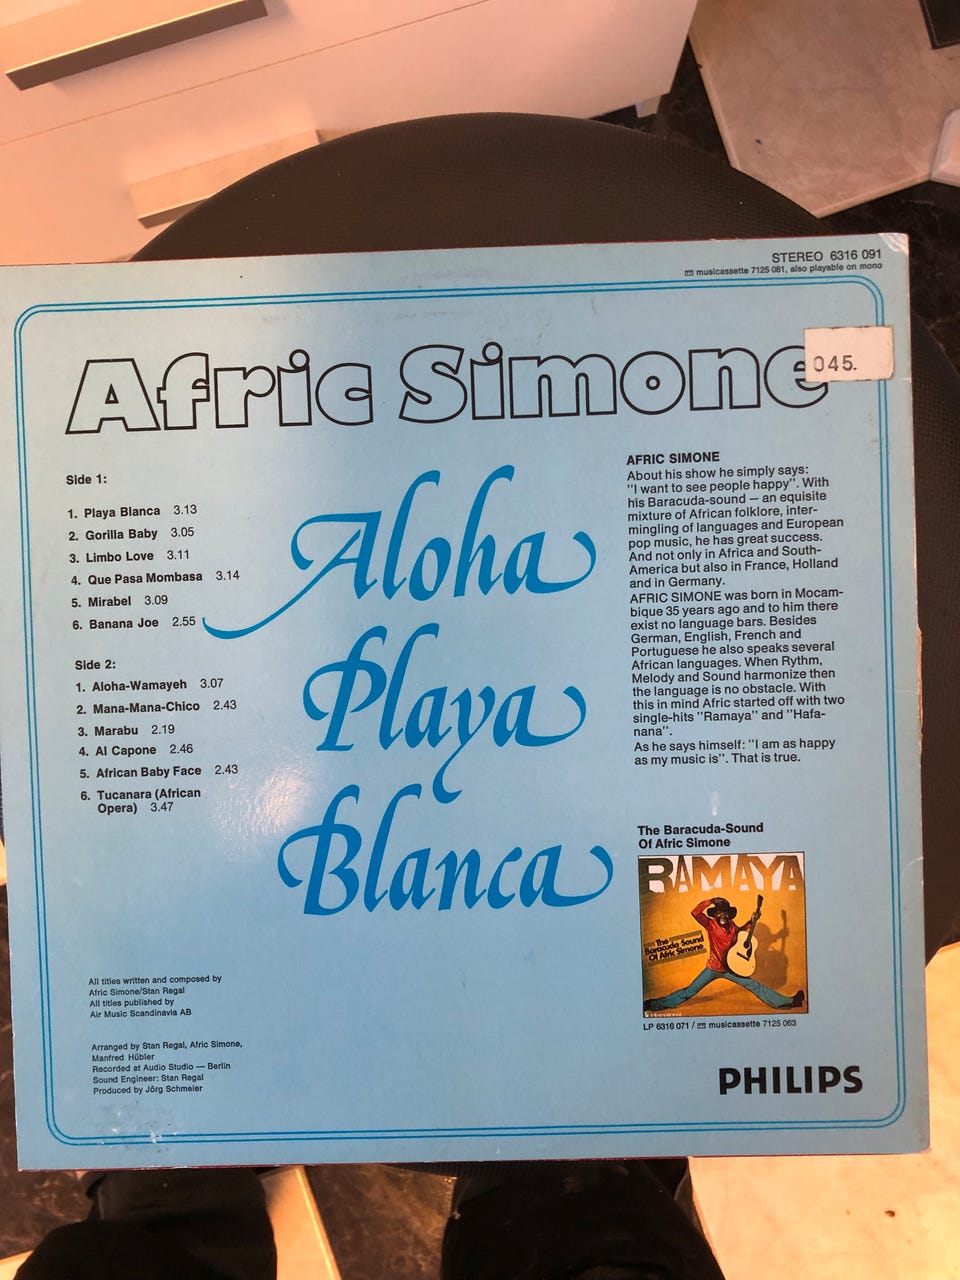 STEREO 6316 091
musicassette 7125 081, also playable on mono
Afric Simone
045.
Side 1:
1. Playa Blanca 3.13
2. Gorilla Baby 3.05
3. Limbo Love 3.11
4. Que Pasa Mombasa 3.14
5. Mirabel 3.09
6. Banana Joe 2.55
Side 2:
1. Aloha-Wamayeh 3.07
2. Mana-Mana-Chico 2.43
3. Marabu 2.19
4. Al Capone 2.46
5. African Baby Face 2.43
6. Tucanara (African
Opera) 3.47
Aloha
Playa
Blanca
AFRIC SIMONE
About his show he simply says:
"I want to see people happy". With
his Baracuda-sound — an equisite
mixture of African folklore, inter-
mingling of languages and European
pop music, he has great success.
And not only in Africa and South-
America but also in France, Holland
and in Germany.
AFRIC SIMONE was born in Mocam-
bique 35 years ago and to him there
exist no language bars. Besides
German, English, French and
Portuguese he also speaks several
African languages. When Rythm,
Melody and Sound harmonize then
the language is no obstacle. With
this in mind Afric started off with two
single-hits "Ramaya" and "Hafa-
nana".
As he says himself: "I am as happy
as my music is". That is true.
The Baracuda-Sound
Of Afric Simone
RAMAYA
The
Baracuda Sound
Of Afric Simone
LP 6316 071 / musicassette 7125 063
All titles written and composed by
Afric Simone/Stan Regal
All titles published by
Air Music Scandinavia AB
Arranged by Stan Regal, Afric Simone,
Manfred Hübler
Recorded at Audio Studio — Berlin
Sound Engineer: Stan Regal
Produced by Jörg Schmeier
PHILIPS